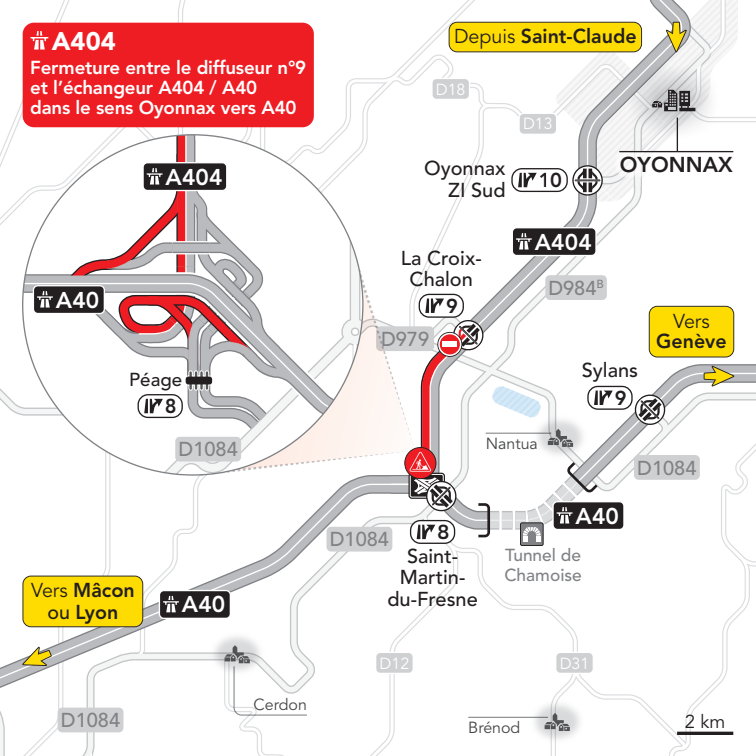 A404
Fermeture entre le diffuseur n°9
et l'échangeur A404 / A40
dans le sens Oyonnax vers A40
Depuis Saint-Claude
D18
D13
OYONNAX
Oyonnax
ZI Sud
10
A404
A404
La Croix-
Chalon
9
D984B
A40
D979
Vers
Genève
Sylans
9
Péage
8
D1084
Nantua
D1084
A40
8
D1084
Saint-
Martin-
du-Fresne
Tunnel de
Chamoise
Vers Mâcon
ou Lyon
A40
D12
D31
Cerdon
D1084
Brénod
2 km